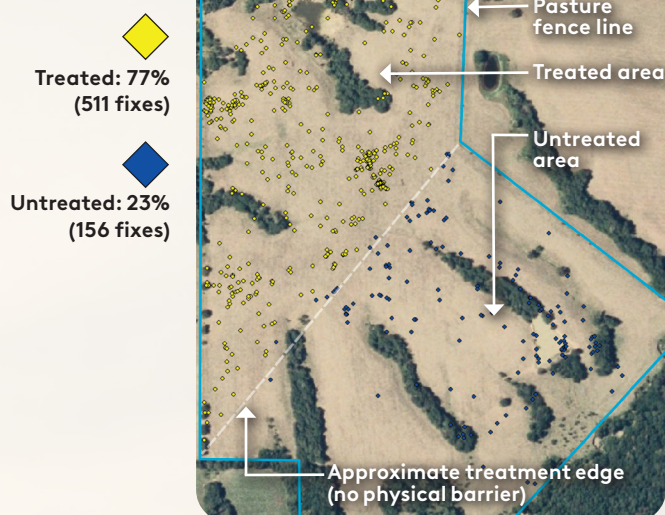 Treated: 77%
(511 fixes)
Untreated: 23%
(156 fixes)
Pasture
fence line
Treated area
Untreated
area
Approximate treatment edge
(no physical barrier)